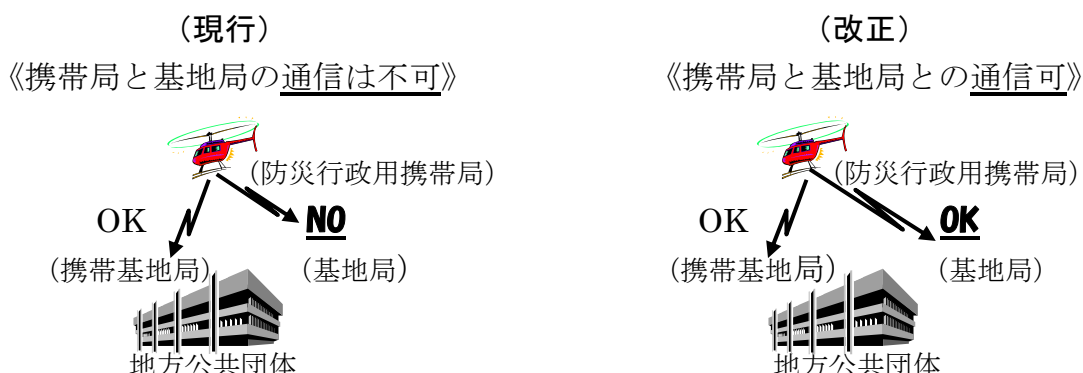 （現行）
《携帯局と基地局の通信は不可》
（防災行政用携帯局）
OK
NO
（携帯基地局）
（基地局）
地方公共団体
（改正）
《携帯局と基地局との通信可》
（防災行政用携帯局）
OK
OK
（携帯基地局）
（基地局）
地方公共団体